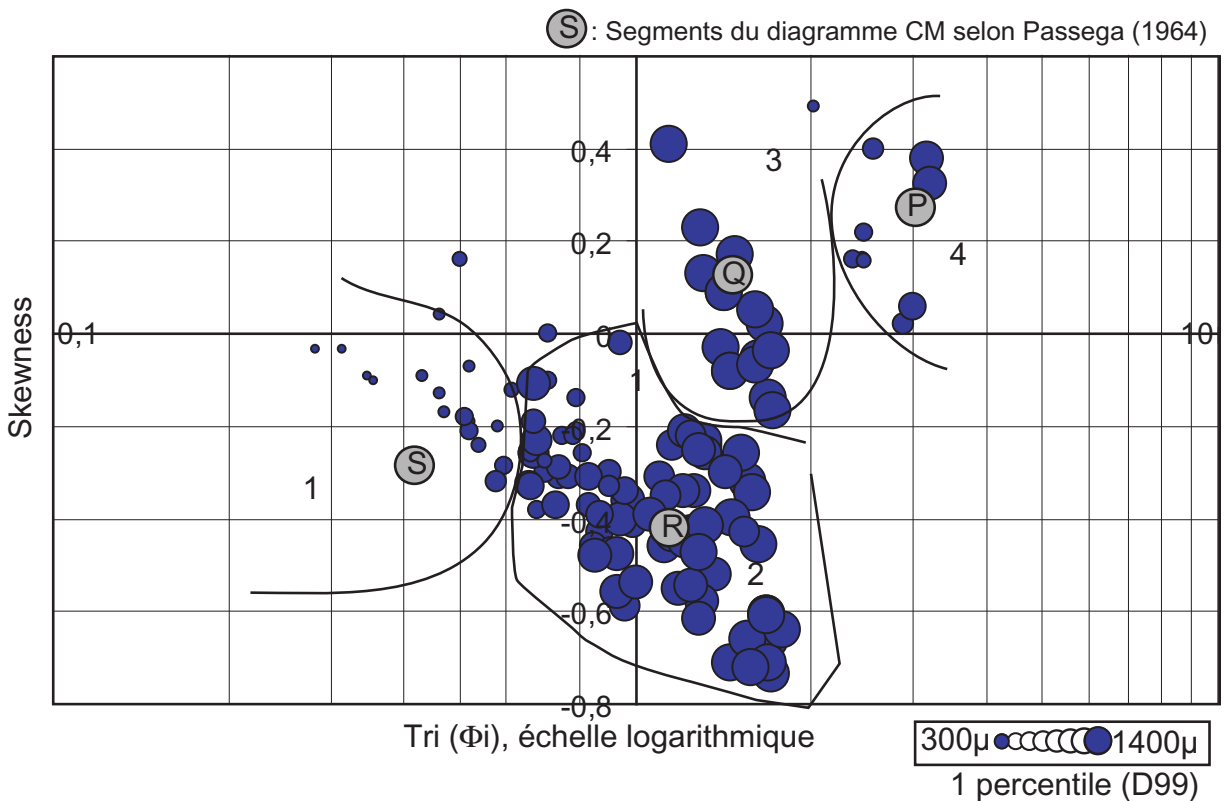 S : Segments du diagramme CM selon Passega (1964)
0,4
3
P
0,2
Q
4
0,1
0
10
Skewness
1
-0,2
S
1
-0,4
R
2
-0,6
-0,8
Tri (Φi), échelle logarithmique
300µ 1400µ
1 percentile (D99)